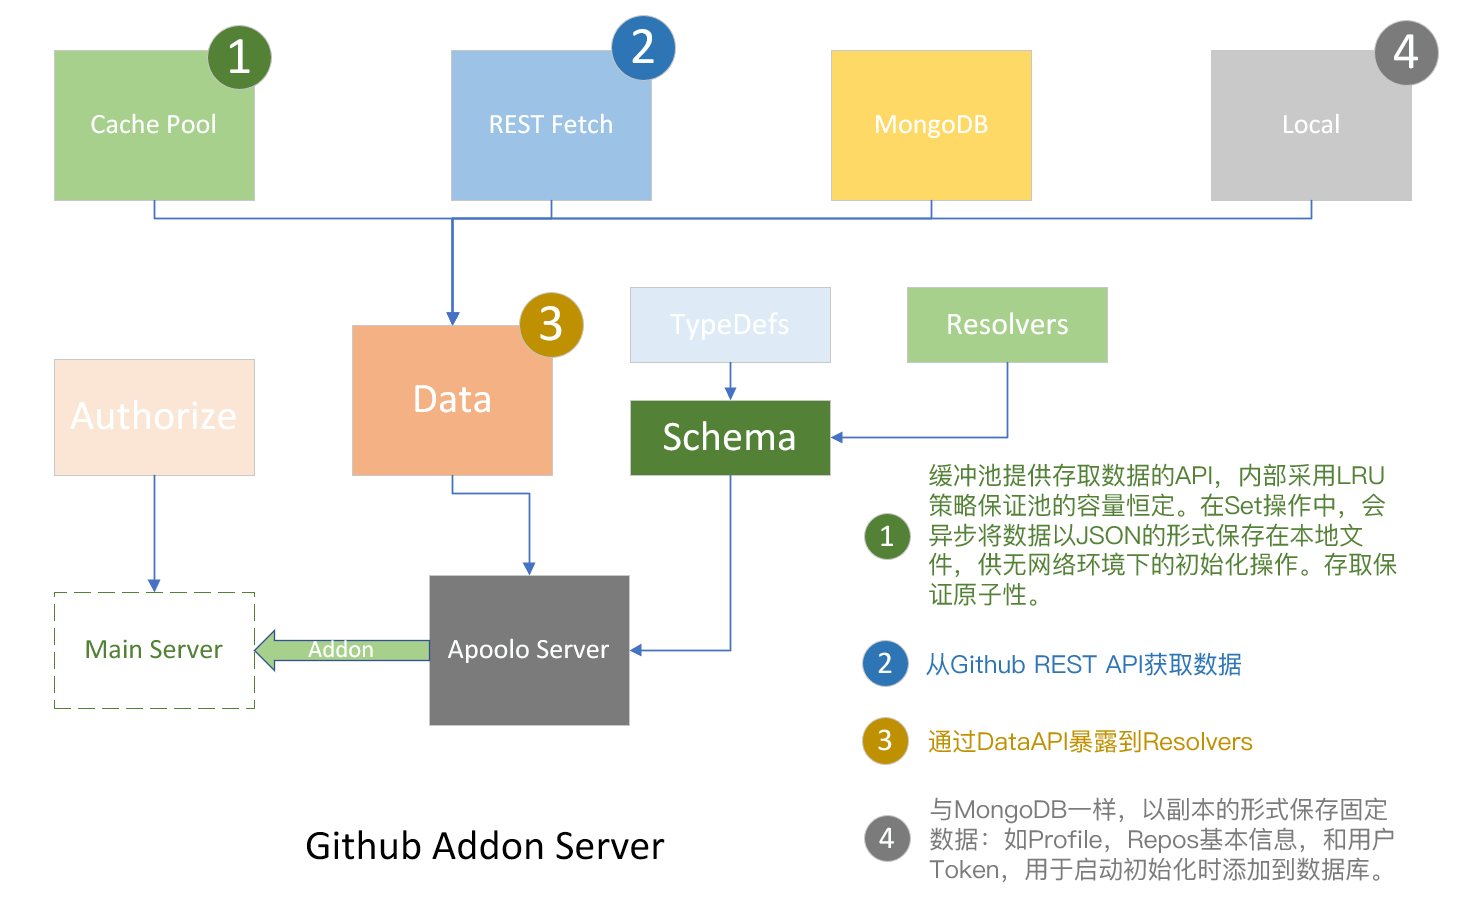 1
2
4
Cache Pool
REST Fetch
MongoDB
Local
3
TypeDefs
Resolvers
Authorize
Data
Schema
缓冲池提供存取数据的API，内部采用LRU
策略保证池的容量恒定。在Set操作中，会
1
异步将数据以JSON的形式保存在本地文
件，供无网络环境下的初始化操作。存取保
证原子性。
Main Server
Addon
Apoolo Server
2
从Github REST API获取数据
3
通过DataAPI暴露到Resolvers
与MongoDB一样，以副本的形式保存固定
4
数据：如Profile，Repos基本信息，和用户
Token，用于启动初始化时添加到数据库。
Github Addon Server